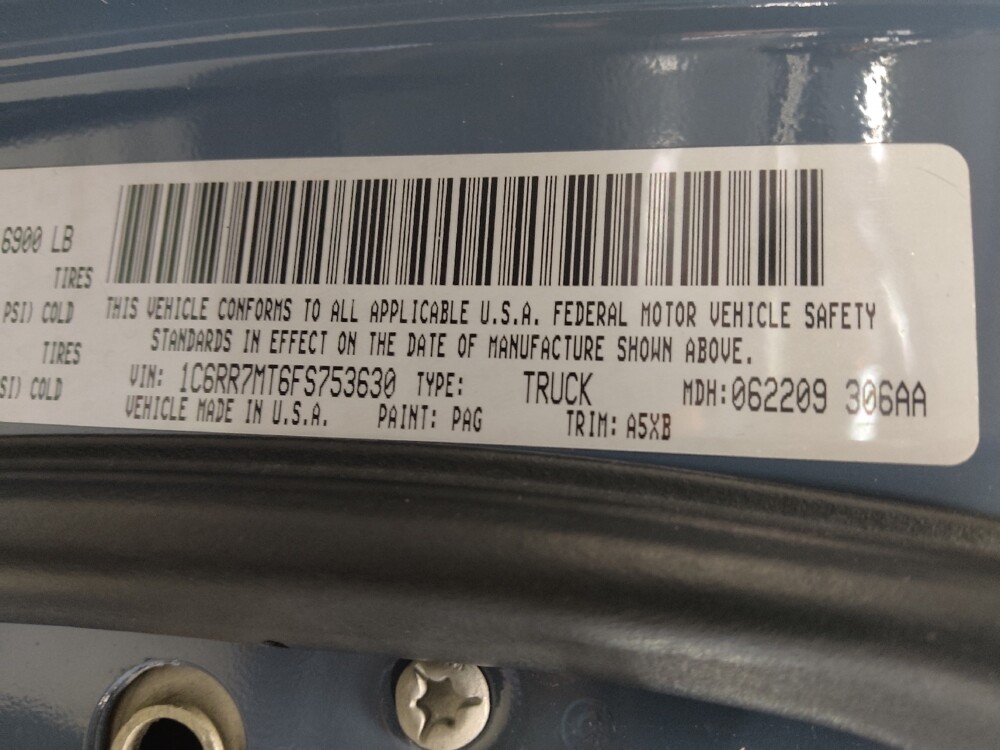 6900 LB
TIRES
PSI) COLD
THIS VEHICLE CONFORMS TO ALL APPLICABLE U.S.A. FEDERAL MOTOR VEHICLE SAFETY
STANDARDS IN EFFECT ON THE DATE OF MANUFACTURE SHOWN ABOVE.
TIRES
SI) COLD
VIN: 1C6RR7MT6FS753630 TYPE: TRUCK MDH:062209 306AA
VEHICLE MADE IN U.S.A. PAINT: PAG TRIM: A5XB